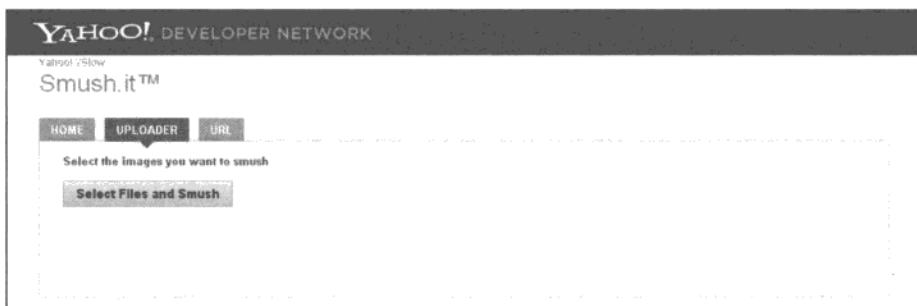 YAHOO! DEVELOPER NETWORK
Yahoo! YSlow
Smush.it™
HOME UPLOADER URL
Select the images you want to smush
Select Files and Smush